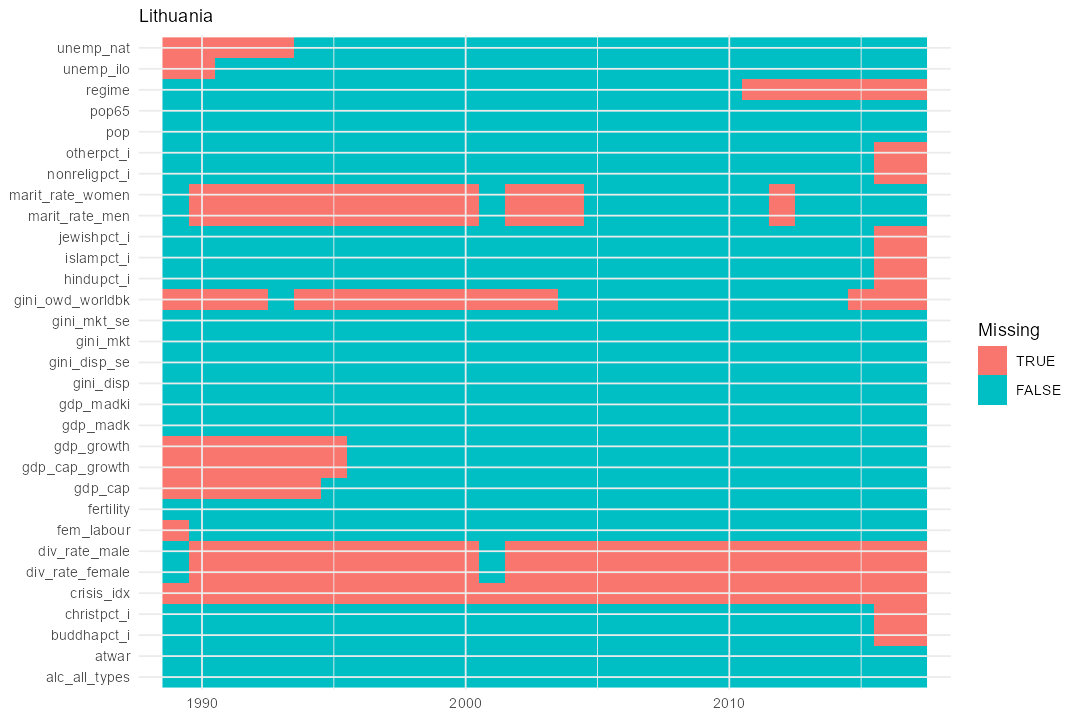 Lithuania
unemp_nat
unemp_ilo
regime
pop65
pop
otherpct_i
nonreligpct_i
marit_rate_women
marit_rate_men
jewishpct_i
islampct_i
hindupct_i
gini_owd_worldbk
gini_mkt_se
gini_mkt
gini_disp_se
gini_disp
gdp_madki
gdp_madk
gdp_growth
gdp_cap_growth
gdp_cap
fertility
fem_labour
div_rate_male
div_rate_female
crisis_idx
christpct_i
buddhapct_i
atwar
alc_all_types
1990 2000 2010
Missing
TRUE
FALSE